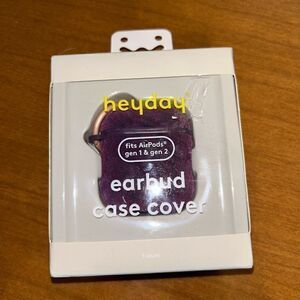 heyday
fits AirPods®
gen 1 & gen 2
earbud
case cover